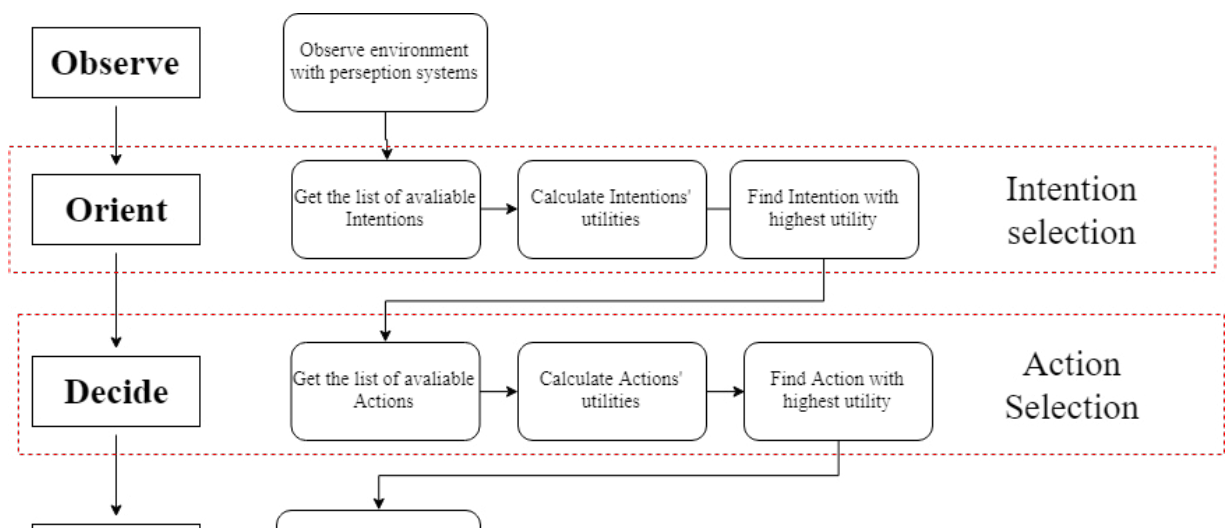 Observe
Observe environment
with perseption systems
Orient
Get the list of avaliable
Intentions
Calculate Intentions'
utilities
Find Intention with
highest utility
Intention
selection
Decide
Get the list of avaliable
Actions
Calculate Actions'
utilities
Find Action with
highest utility
Action
Selection